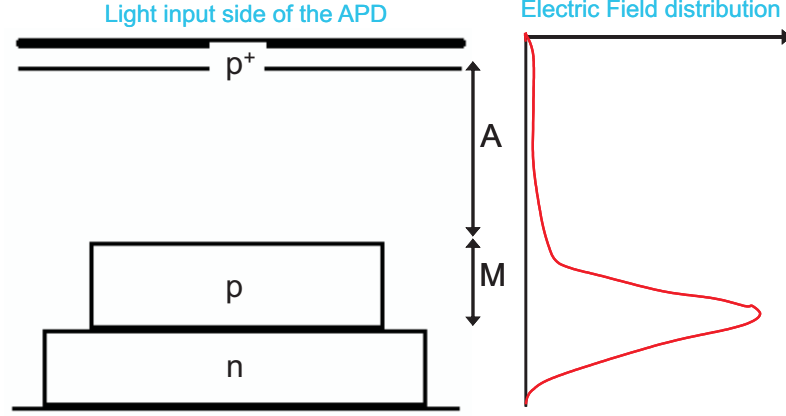 Light input side of the APD
Electric Field distribution
p⁺
A
M
p
n